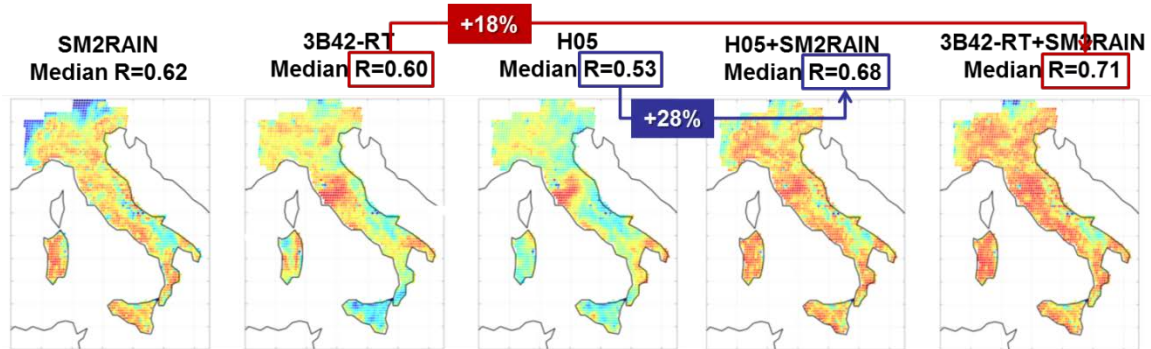 +18%
SM2RAIN
Median R=0.62
3B42-RT
Median R=0.60
H05
Median R=0.53
H05+SM2RAIN
Median R=0.68
3B42-RT+SM2RAIN
Median R=0.71
+28%